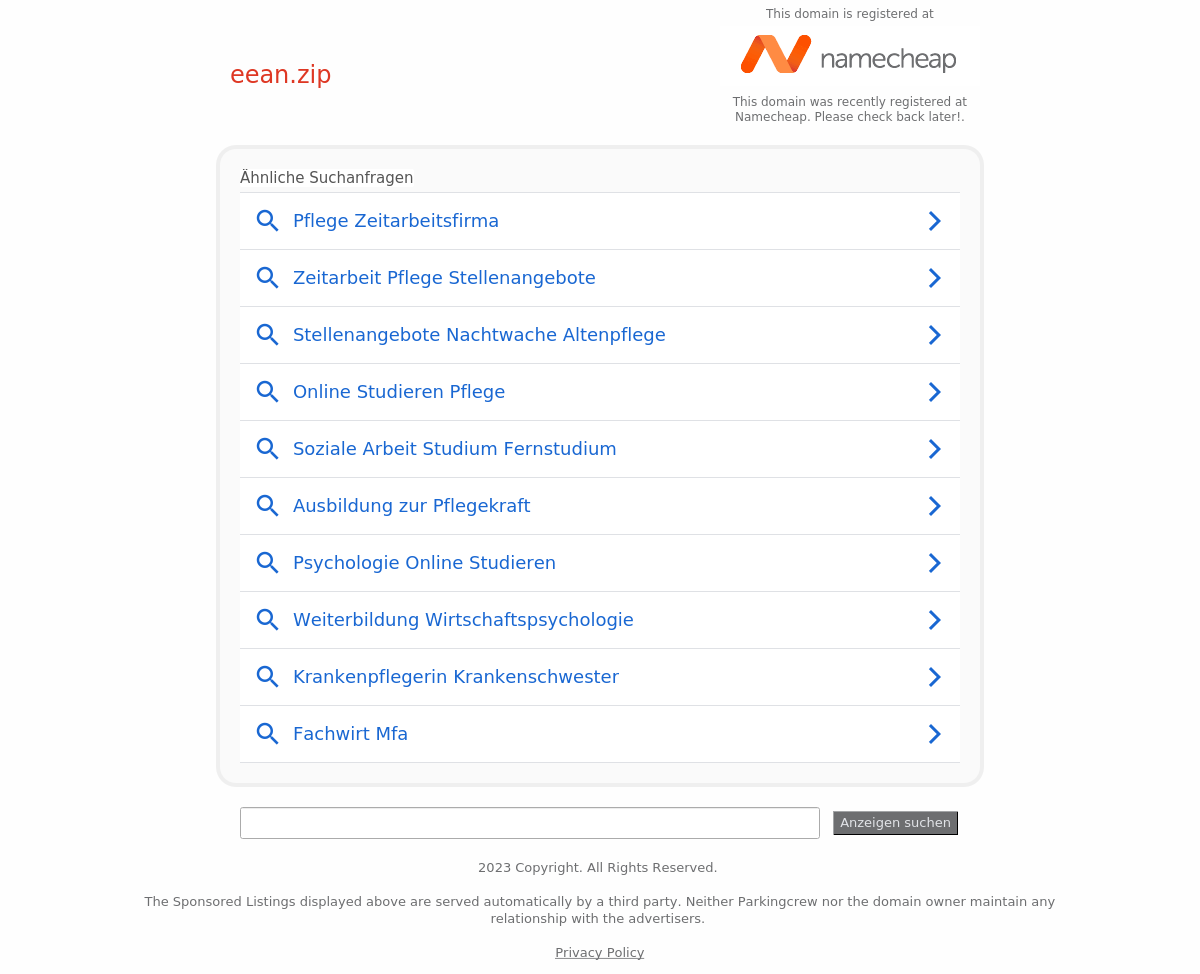 This domain is registered at
namecheap
eean.zip
This domain was recently registered at
Namecheap. Please check back later!.
Ähnliche Suchanfragen
Pflege Zeitarbeitsfirma
Zeitarbeit Pflege Stellenangebote
Stellenangebote Nachtwache Altenpflege
Online Studieren Pflege
Soziale Arbeit Studium Fernstudium
Ausbildung zur Pflegekraft
Psychologie Online Studieren
Weiterbildung Wirtschaftspsychologie
Krankenpflegerin Krankenschwester
Fachwirt Mfa
Anzeigen suchen
2023 Copyright. All Rights Reserved.
The Sponsored Listings displayed above are served automatically by a third party. Neither Parkingcrew nor the domain owner maintain any
relationship with the advertisers.
Privacy Policy